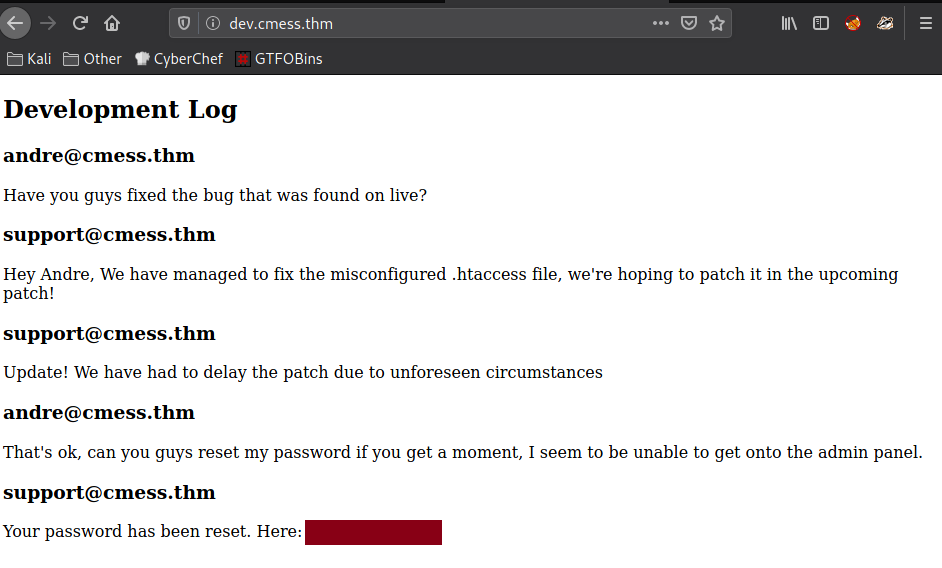 dev.cmess.thm
Kali Other CyberChef GTFOBins
Development Log
andre@cmess.thm
Have you guys fixed the bug that was found on live?
support@cmess.thm
Hey Andre, We have managed to fix the misconfigured .htaccess file, we're hoping to patch it in the upcoming
patch!
support@cmess.thm
Update! We have had to delay the patch due to unforeseen circumstances
andre@cmess.thm
That's ok, can you guys reset my password if you get a moment, I seem to be unable to get onto the admin panel.
support@cmess.thm
Your password has been reset. Here: